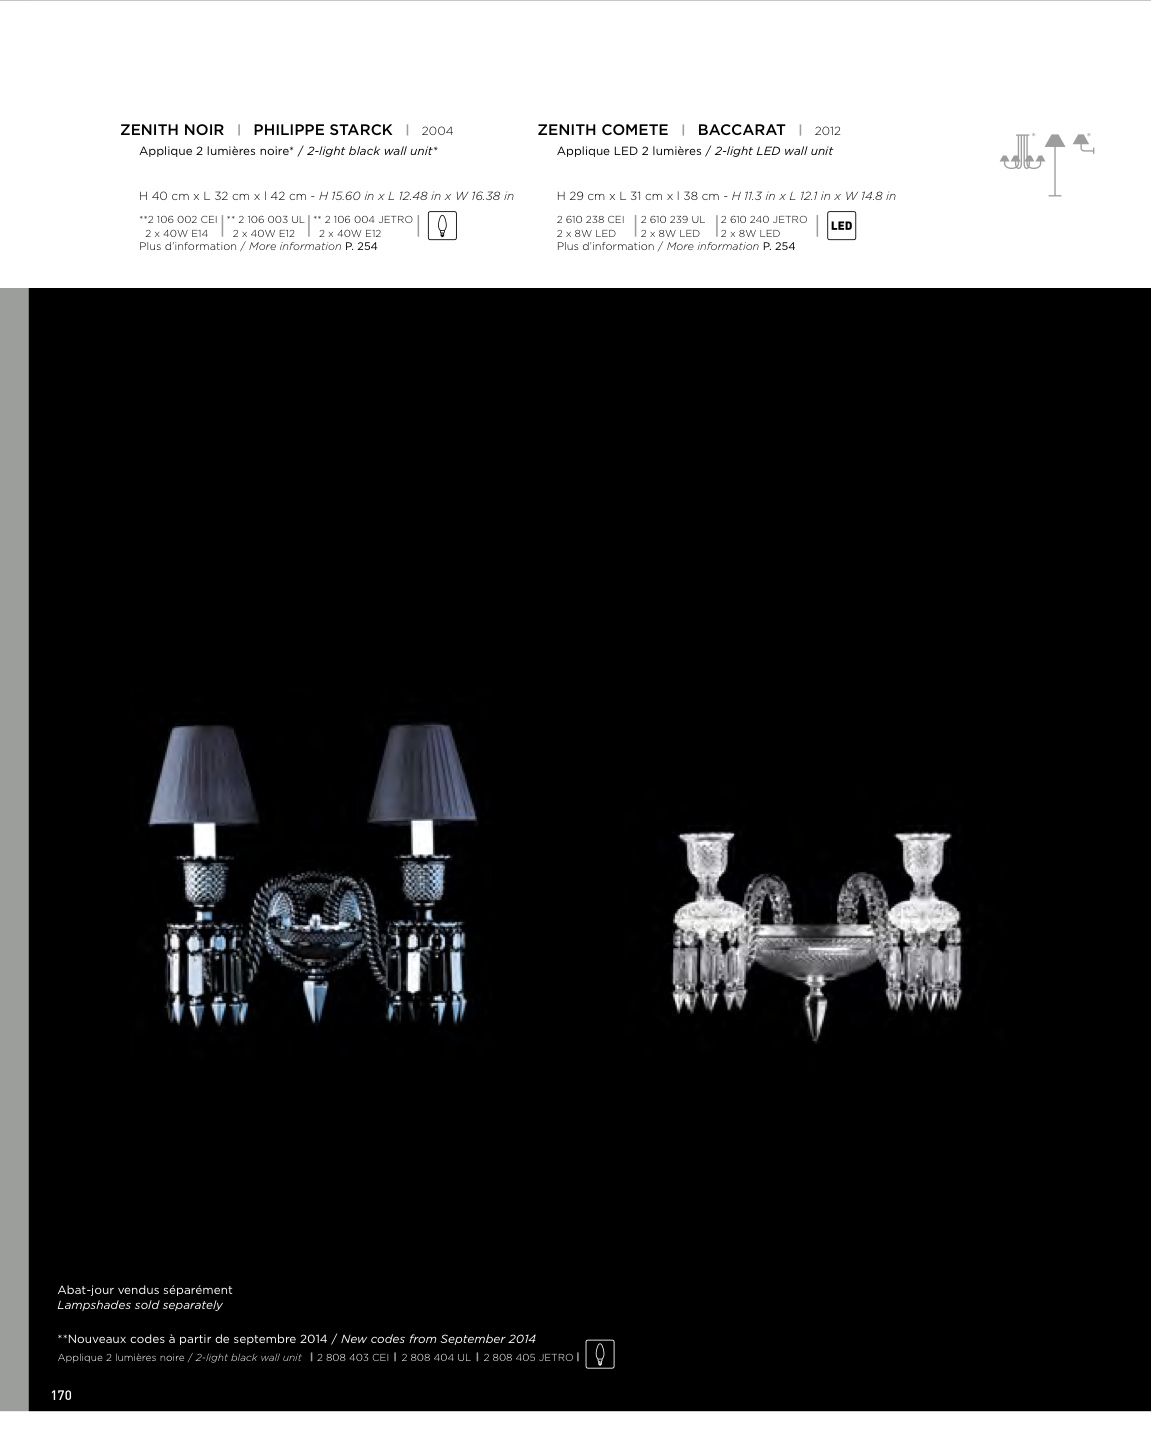 ZENITH NOIR | PHILIPPE STARCK | 2004
Applique 2 lumières noire* / 2-light black wall unit*
H 40 cm x L 32 cm x l 42 cm - H 15.60 in x L 12.48 in x W 16.38 in
**2 106 002 CEI | ** 2 106 003 UL | ** 2 106 004 JETRO |
2 x 40W E14 | 2 x 40W E12 | 2 x 40W E12
Plus d'information / More information P. 254
ZENITH COMETE | BACCARAT | 2012
Applique LED 2 lumières / 2-light LED wall unit
H 29 cm x L 31 cm x l 38 cm - H 11.3 in x L 12.1 in x W 14.8 in
2 610 238 CEI | 2 610 239 UL | 2 610 240 JETRO |
2 x 8W LED | 2 x 8W LED | 2 x 8W LED
LED
Plus d'information / More information P. 254
Abat-jour vendus séparément
Lampshades sold separately
**Nouveaux codes à partir de septembre 2014 / New codes from September 2014
Applique 2 lumières noire / 2-light black wall unit | 2 808 403 CEI | 2 808 404 UL | 2 808 405 JETRO |
170